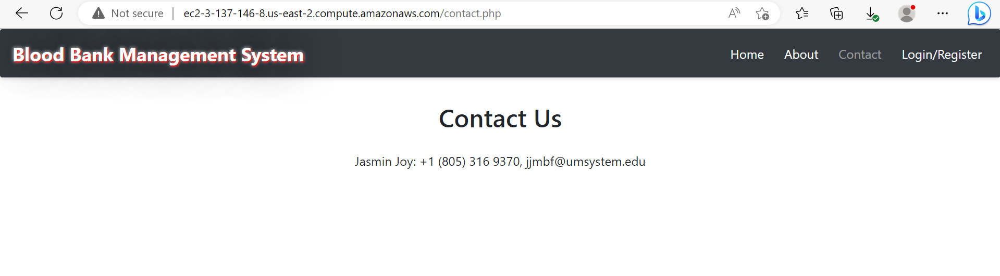 Not secure | ec2-3-137-146-8.us-east-2.compute.amazonaws.com/contact.php
Blood Bank Management System
Home About Contact Login/Register
Contact Us
Jasmin Joy: +1 (805) 316 9370, jjmbf@umsystem.edu